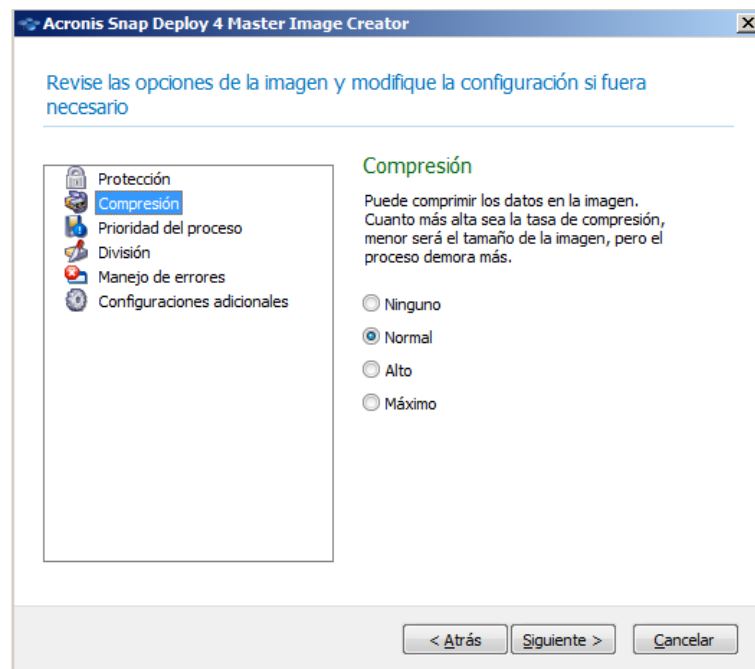 Acronis Snap Deploy 4 Master Image Creator
Revise las opciones de la imagen y modifique la configuración si fuera
necesario
Protección
Compresión
Prioridad del proceso
División
Manejo de errores
Configuraciones adicionales
Compresión
Puede comprimir los datos en la imagen.
Cuanto más alta sea la tasa de compresión,
menor será el tamaño de la imagen, pero el
proceso demora más.
Ninguno
Normal
Alto
Máximo
< Atrás
Siguiente >
Cancelar